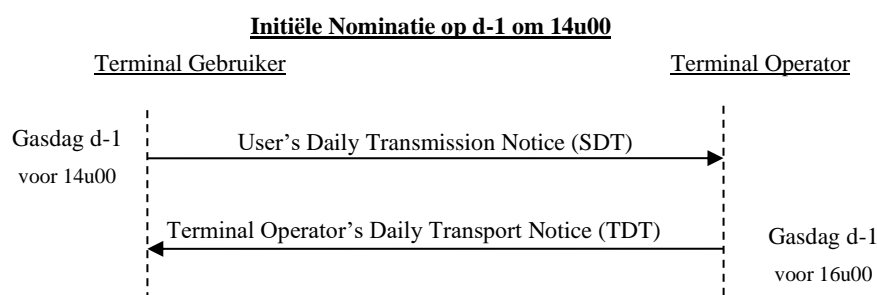 Initiële Nominatie op d-1 om 14u00
Terminal Gebruiker
Terminal Operator
Gasdag d-1
voor 14u00
User's Daily Transmission Notice (SDT)
Terminal Operator's Daily Transport Notice (TDT)
Gasdag d-1
voor 16u00